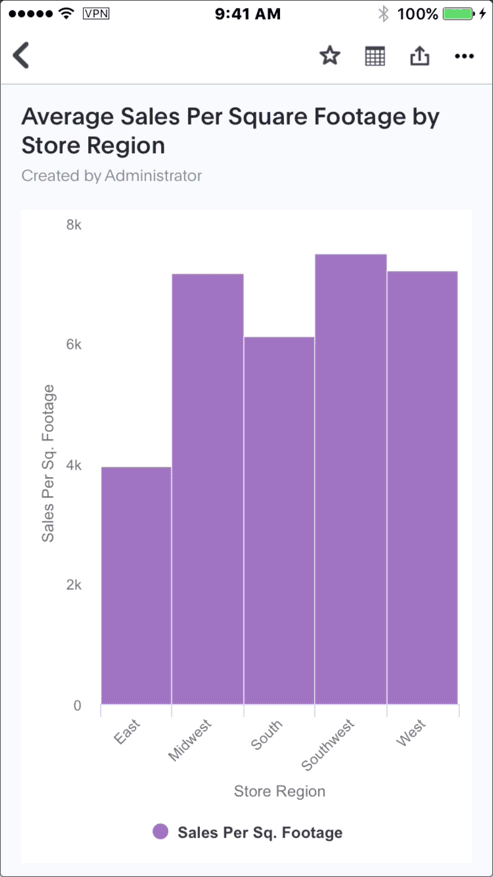 VPN 9:41 AM 100%
Average Sales Per Square Footage by
Store Region
Created by Administrator
8k
6k
4k
2k
0
Sales Per Sq. Footage
East Midwest South Southwest West
Store Region
Sales Per Sq. Footage